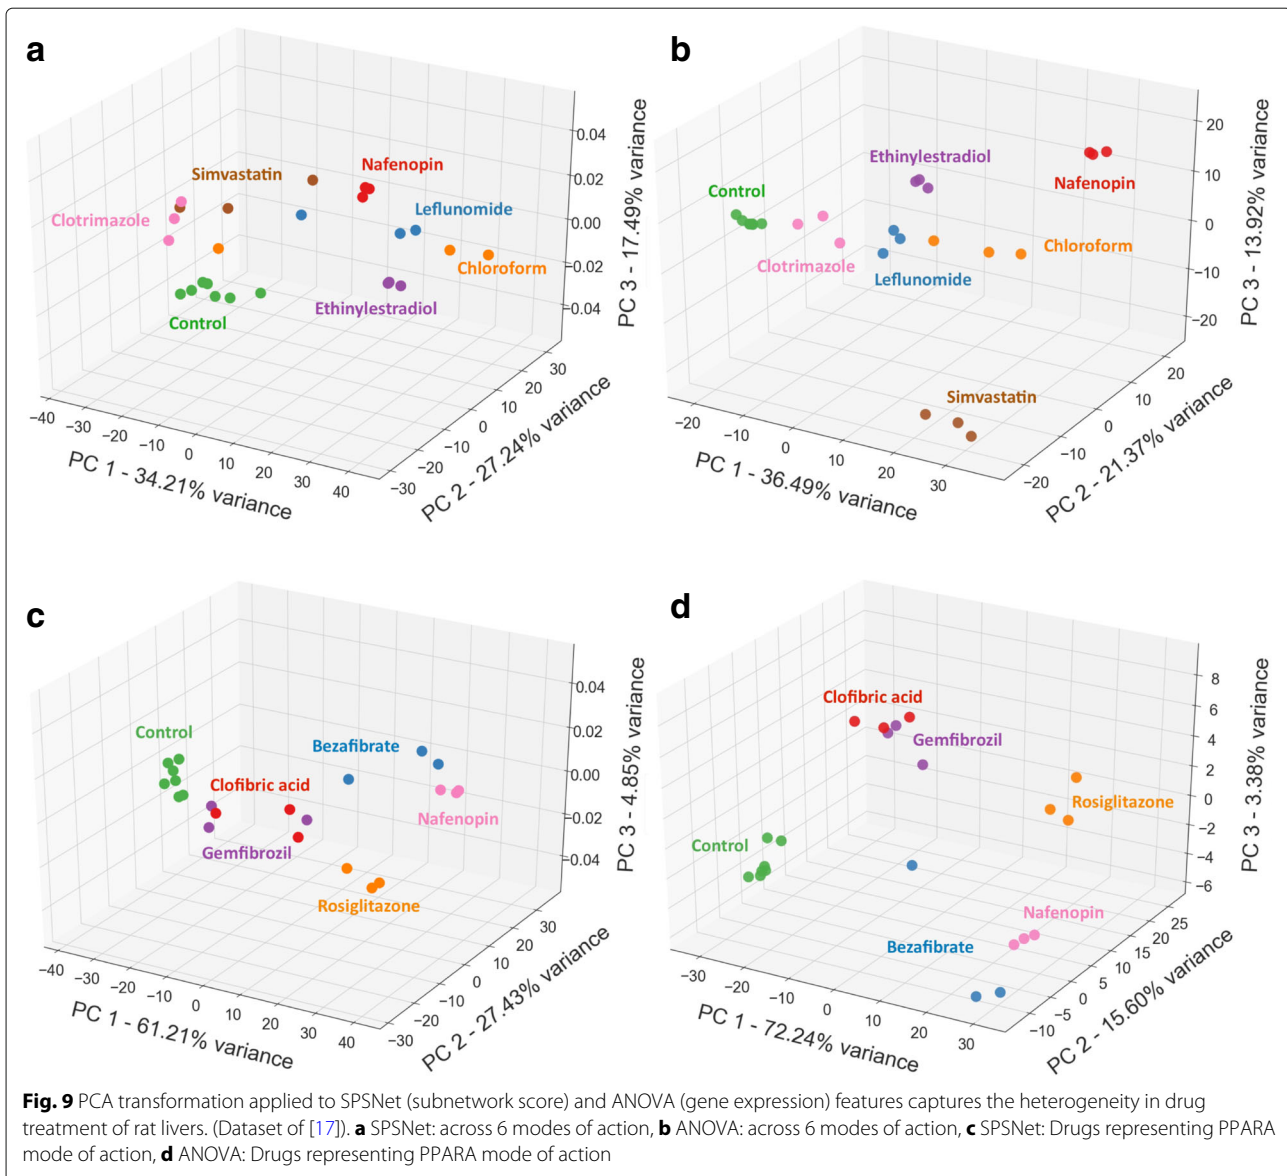 a
Simvastatin
Nafenopin
Clotrimazole
Leflunomide
Chloroform
Ethinylestradiol
Control
0.04
0.02
0.00
−0.02
−0.04
PC 3 - 17.49% variance
−40
−30
−20
−10
0
10
20
30
40
PC 1 - 34.21% variance
−30
−20
−10
0
10
20
30
PC 2 - 27.24% variance
b
Ethinylestradiol
Nafenopin
Control
Chloroform
Clotrimazole
Leflunomide
Simvastatin
20
10
0
−10
−20
PC 3 - 13.92% variance
−20
−10
0
10
20
30
PC 1 - 36.49% variance
−20
−10
0
10
20
PC 2 - 21.37% variance
c
Control
Bezafibrate
Clofibric acid
Nafenopin
Gemfibrozil
Rosiglitazone
0.04
0.02
0.00
−0.02
−0.04
PC 3 - 4.85% variance
−40
−30
−20
−10
0
10
20
30
40
PC 1 - 61.21% variance
−30
−20
−10
0
10
20
30
PC 2 - 27.43% variance
d
Clofibric acid
Gemfibrozil
Rosiglitazone
Control
Nafenopin
Bezafibrate
8
6
4
2
0
−2
−4
−6
PC 3 - 3.38% variance
−30
−20
−10
0
10
20
30
PC 1 - 72.24% variance
−10
−5
0
5
10
15
20
25
PC 2 - 15.60% variance
Fig. 9 PCA transformation applied to SPSNet (subnetwork score) and ANOVA (gene expression) features captures the heterogeneity in drug
treatment of rat livers. (Dataset of [17]). a SPSNet: across 6 modes of action, b ANOVA: across 6 modes of action, c SPSNet: Drugs representing PPARA
mode of action, d ANOVA: Drugs representing PPARA mode of action